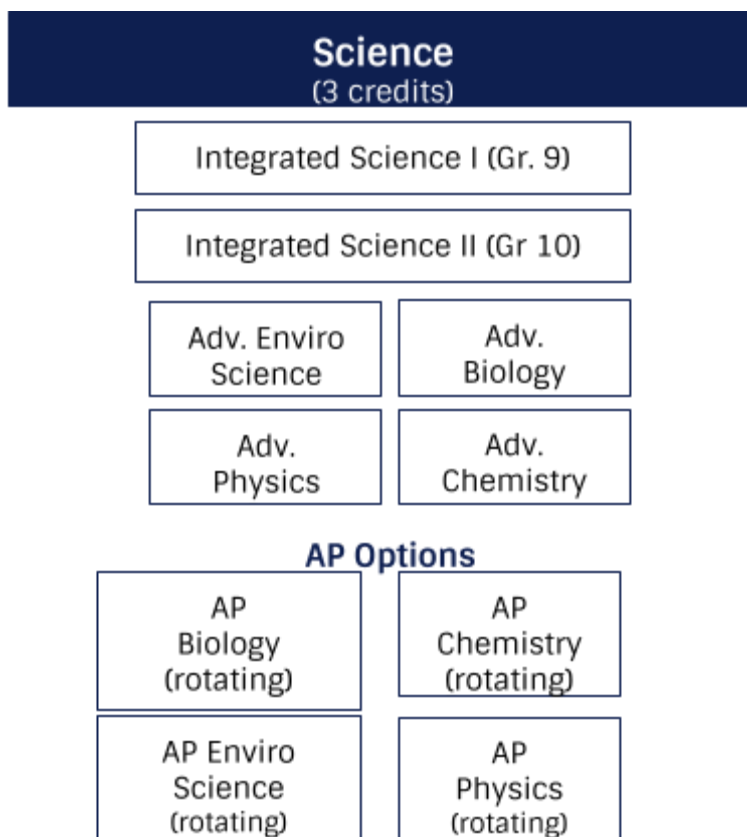 Science
(3 credits)
Integrated Science I (Gr. 9)
Integrated Science II (Gr 10)
Adv. Enviro
Science
Adv.
Biology
Adv.
Physics
Adv.
Chemistry
AP Options
AP
Biology
(rotating)
AP
Chemistry
(rotating)
AP Enviro
Science
(rotating)
AP
Physics
(rotating)